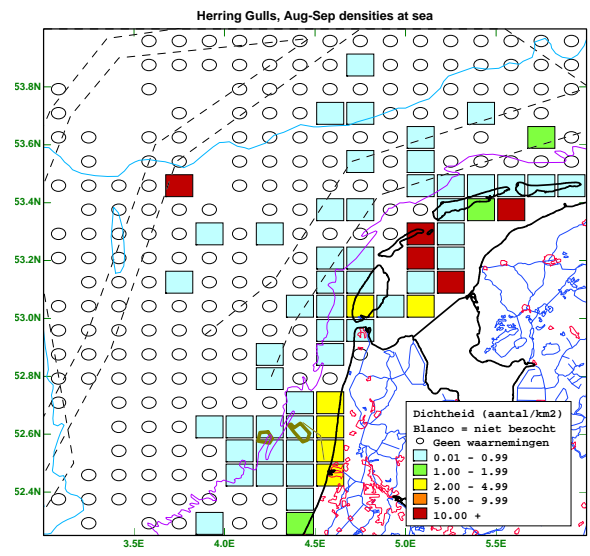 Herring Gulls, Aug-Sep densities at sea
53.8N
53.6N
53.4N
53.2N
53.0N
52.8N
52.6N
52.4N
3.5E
4.0E
4.5E
5.0E
5.5E
Dichtheid (aantal/km2)
Blanco = niet bezocht
Geen waarnemingen
0.01 - 0.99
1.00 - 1.99
2.00 - 4.99
5.00 - 9.99
10.00 +